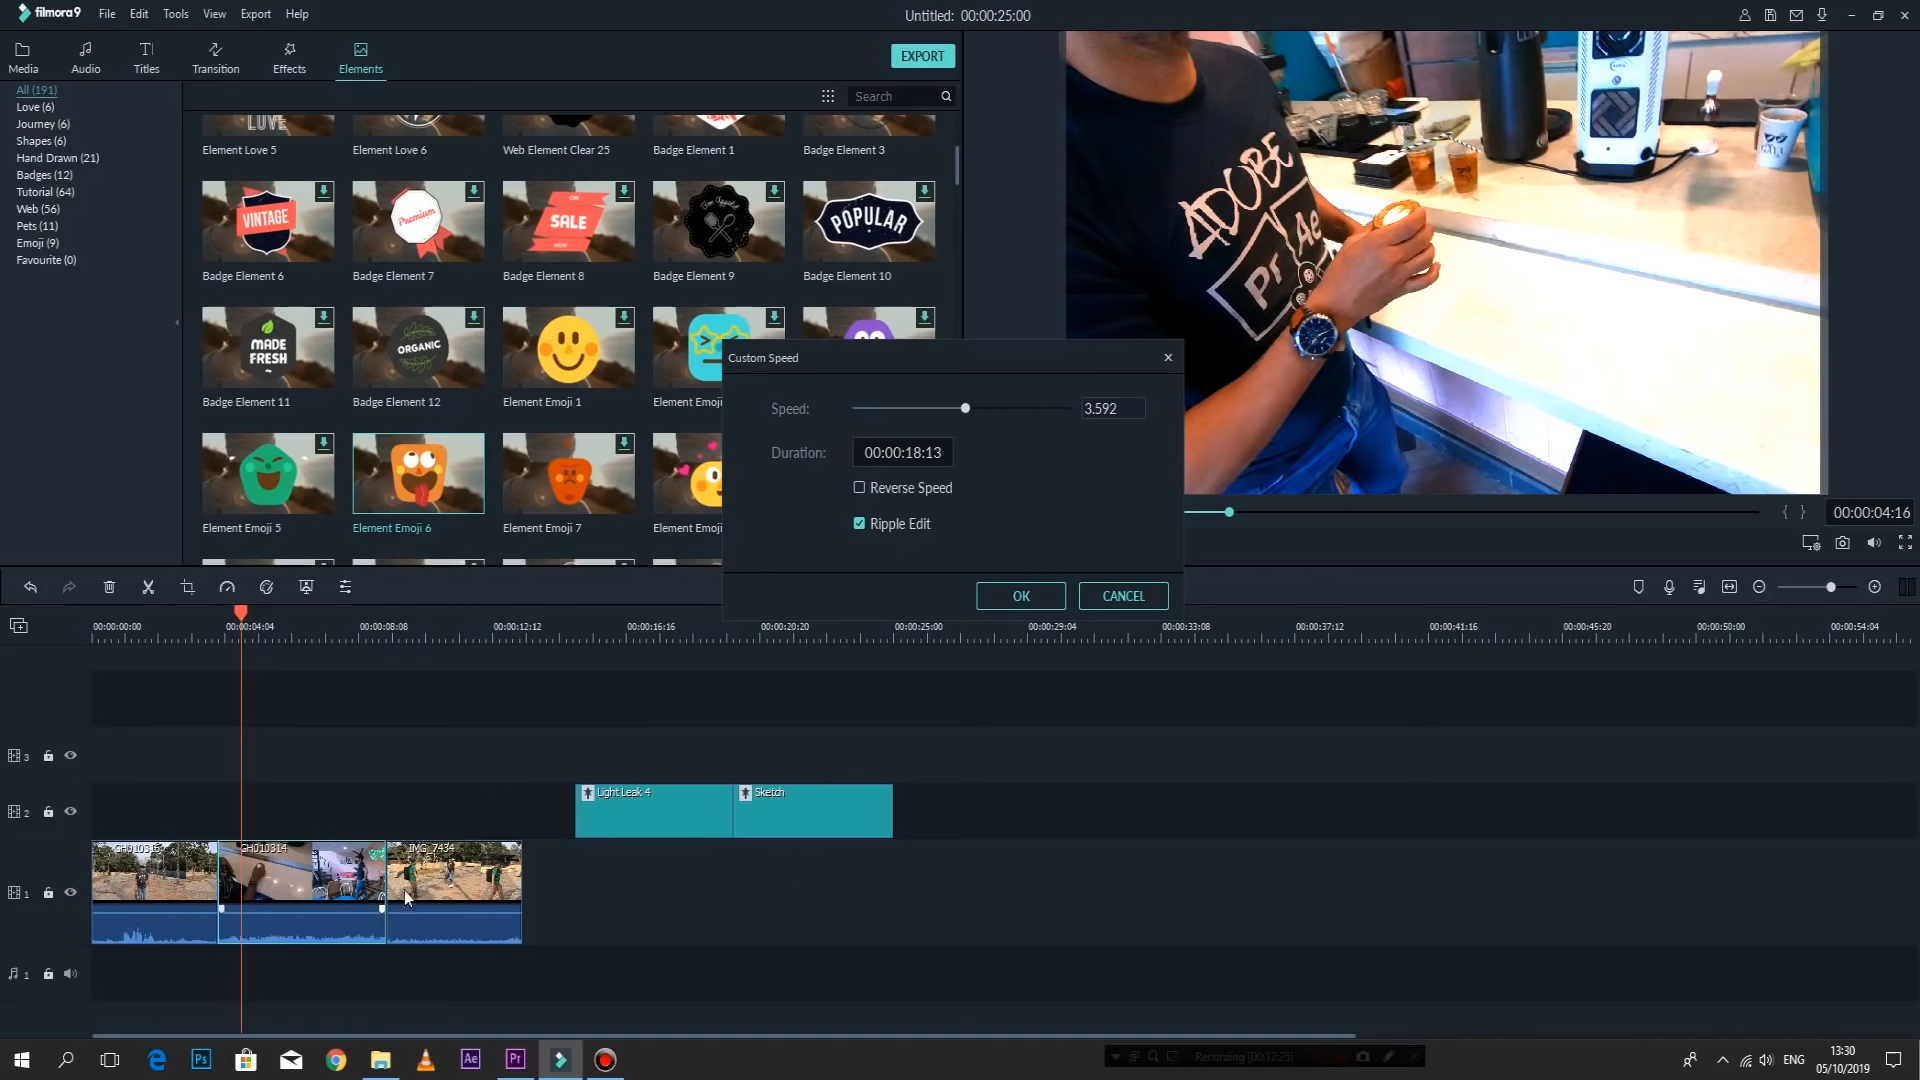 filmora9 File Edit Tools View Export Help
Untitled: 00:00:25:00
Media Audio Titles Transition Effects Elements
EXPORT
All (191)
Love (6)
Journey (6)
Shapes (6)
Hand Drawn (21)
Badges (12)
Tutorial (64)
Web (56)
Pets (11)
Emoji (9)
Favourite (0)
Search
LOVE
Element Love 5 Element Love 6 Web Element Clear 25 Badge Element 1 Badge Element 3
VINTAGE Premium ON SALE NOW Bon Appetit POPULAR
Badge Element 6 Badge Element 7 Badge Element 8 Badge Element 9 Badge Element 10
MADE FRESH ORGANIC
Badge Element 11 Badge Element 12 Element Emoji 1 Element Emoji
Element Emoji 5 Element Emoji 6 Element Emoji 7 Element Emoji
ADOBE
Pr Ae
Custom Speed
Speed: 3.592
Duration: 00:00:18:13
Reverse Speed
Ripple Edit
OK CANCEL
00:00:04:16
00:00:00:00 00:00:04:04 00:00:08:08 00:00:12:12 00:00:16:16 00:00:20:20 00:00:25:00 00:00:29:04 00:00:33:08 00:00:37:12 00:00:41:16 00:00:45:20 00:00:50:00 00:00:54:04
3
2
Light Leak 4 Sketch
GH010314 IMG_7434
1
1
Ps Ae Pr
Recording [00:17:25]
ENG
13:30
05/10/2019